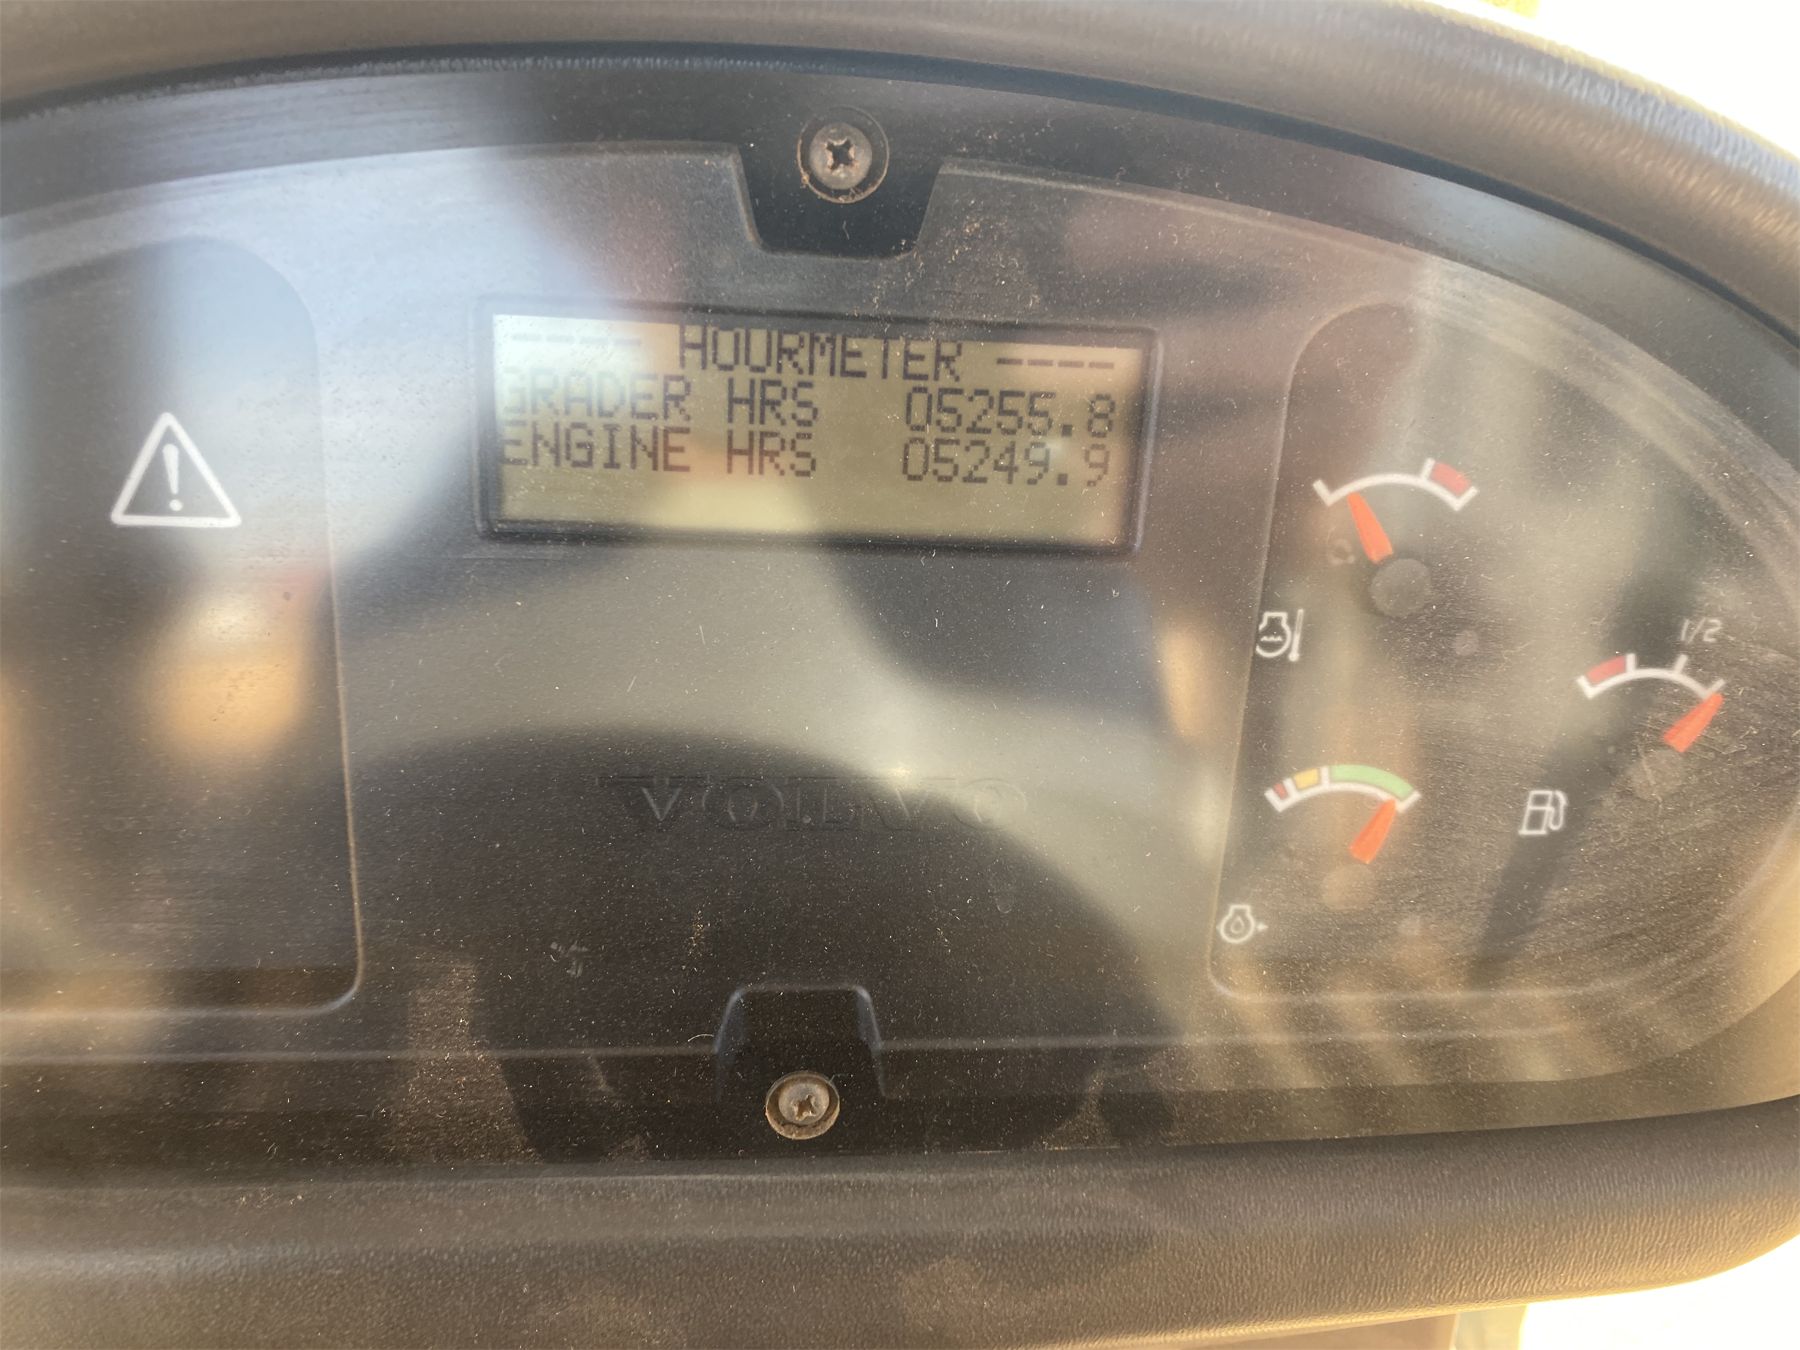 ----- HOURMETER ----
GRADER HRS 05255.8
ENGINE HRS 05249.9
1/2
VOLVO